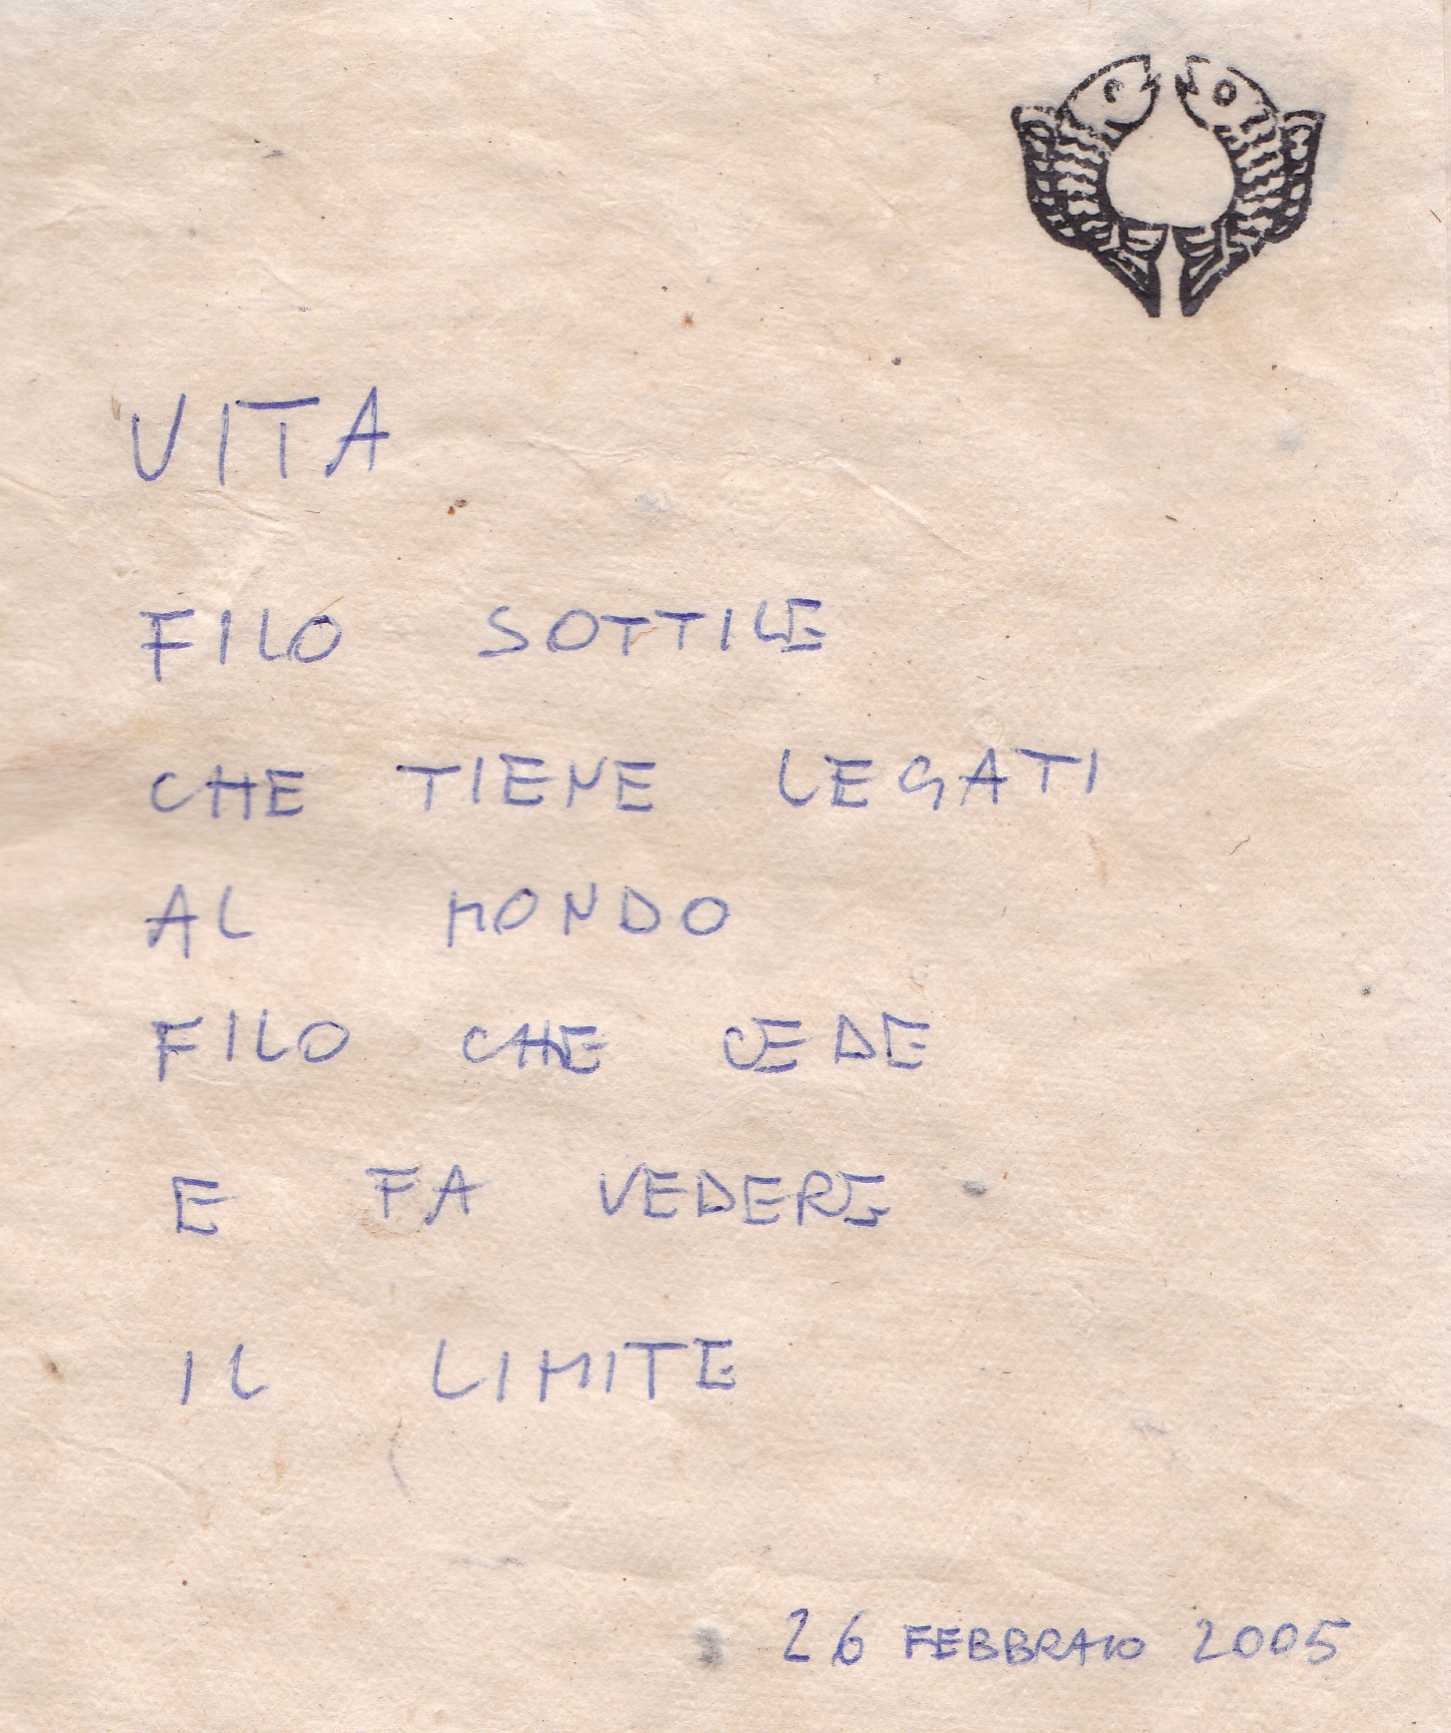 VITA
FILO SOTTILE
CHE TIENE LEGATI
AL MONDO
FILO CHE CEDE
E FA VEDERE
IL LIMITE
26 FEBBRAIO 2005